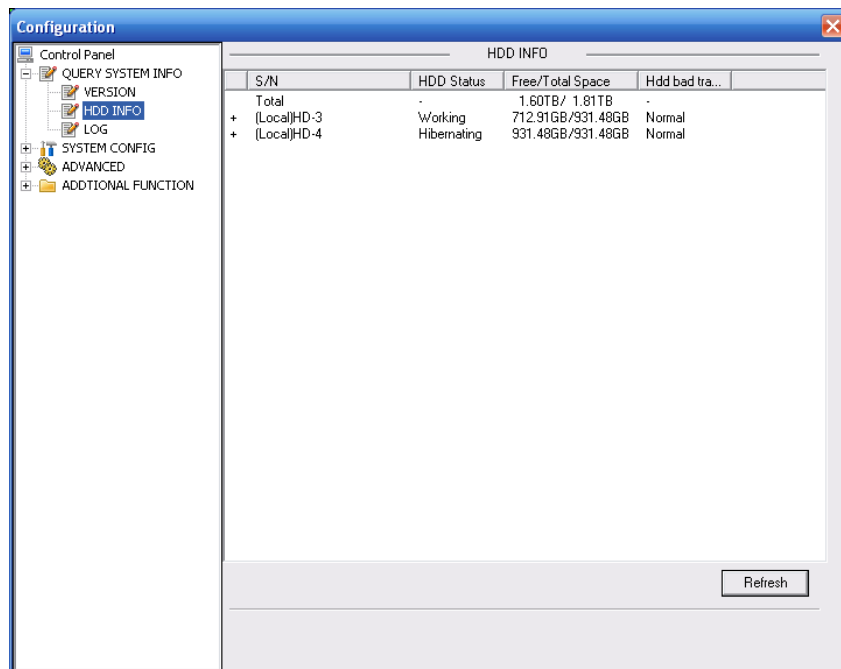 Configuration
Control Panel
QUERY SYSTEM INFO
VERSION
HDD INFO
LOG
SYSTEM CONFIG
ADVANCED
ADDTIONAL FUNCTION
HDD INFO
S/N HDD Status Free/Total Space Hdd bad tra...
Total - 1.60TB/ 1.81TB -
+ (Local)HD-3 Working 712.91GB/931.48GB Normal
+ (Local)HD-4 Hibernating 931.48GB/931.48GB Normal
Refresh